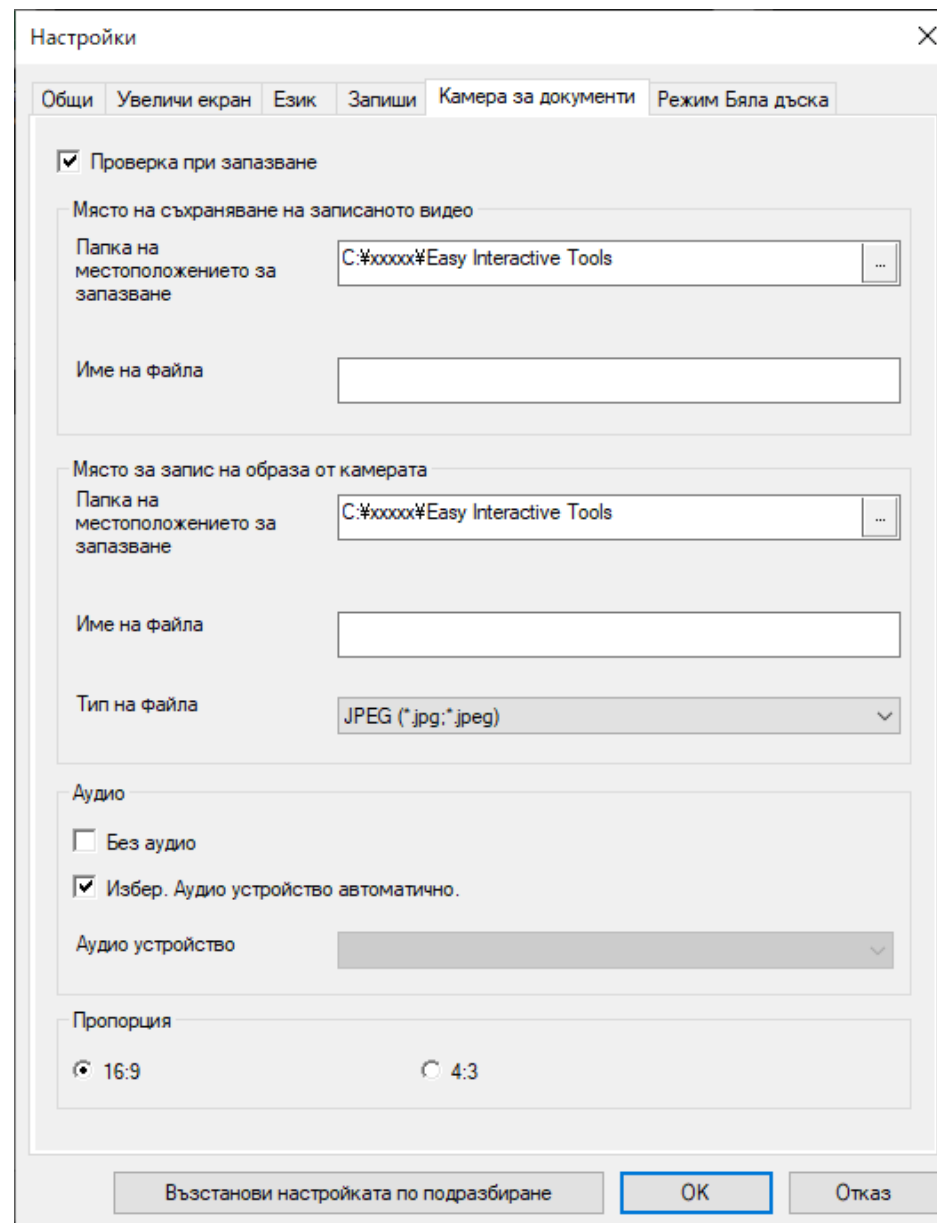 Настройки
Общи Увеличи екран Език Запиши Камера за документи Режим Бяла дъска
Проверка при запазване
Място на съхраняване на записаното видео
Папка на
местоположението за
запазване
C:¥xxxxx¥Easy Interactive Tools
...
Име на файла
Място за запис на образа от камерата
Папка на
местоположението за
запазване
C:¥xxxxx¥Easy Interactive Tools
...
Име на файла
Тип на файла
JPEG (*.jpg;*.jpeg)
Аудио
Без аудио
Избер. Аудио устройство автоматично.
Аудио устройство
Пропорция
16:9 4:3
Възстанови настройката по подразбиране OK Отказ